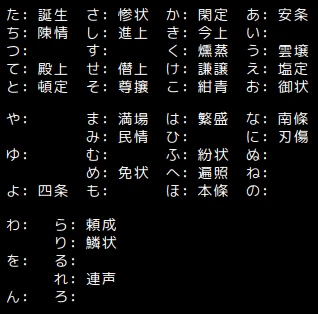 た: 誕生　さ: 惨状　か: 閑定　あ: 安条
ち: 陳情　し: 進上　き: 今上　い:
つ:　す:　く: 燻蒸　う: 雲壌
て: 殿上　せ: 僭上　け: 謙譲　え: 塩定
と: 頓定　そ: 尊攘　こ: 紺青　お: 御状
や:　ま: 満場　は: 繁盛　な: 南條
み: 民情　ひ:　に: 刃傷
ゆ:　む:　ふ: 紛状　ぬ:
め: 免状　へ: 遍照　ね:
よ: 四条　も:　ほ: 本條　の:
わ:　ら: 頼成
り: 鱗状
を:　る:
れ: 連声
ん:　ろ: